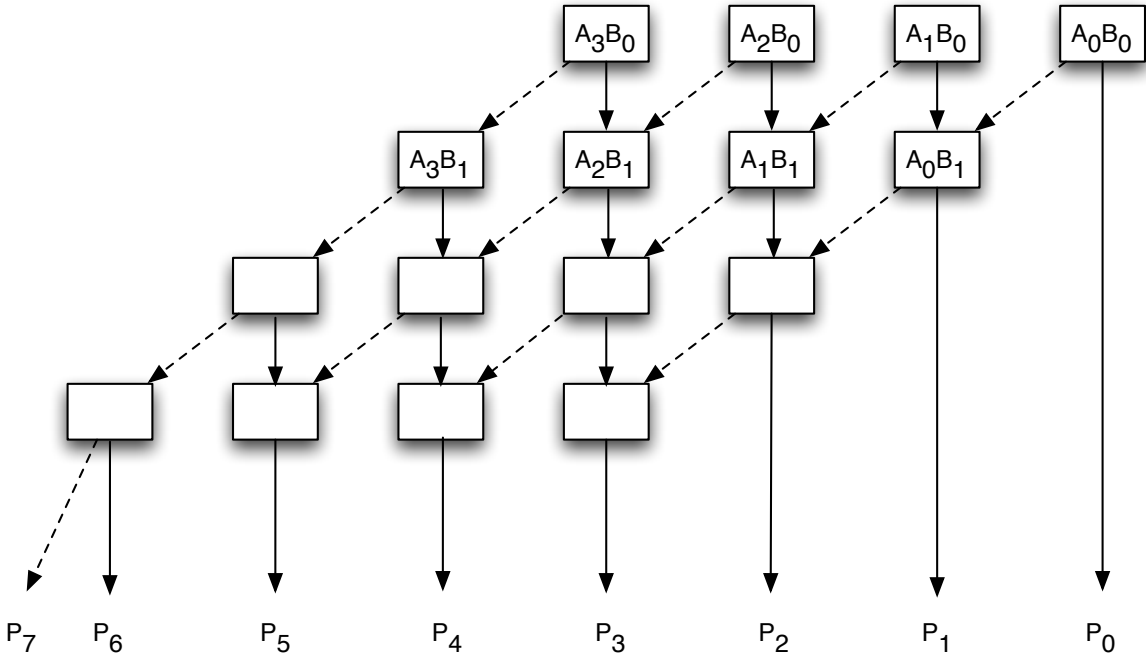 A₃B₀ A₂B₀ A₁B₀ A₀B₀
A₃B₁ A₂B₁ A₁B₁ A₀B₁
P₇ P₆ P₅ P₄ P₃ P₂ P₁ P₀